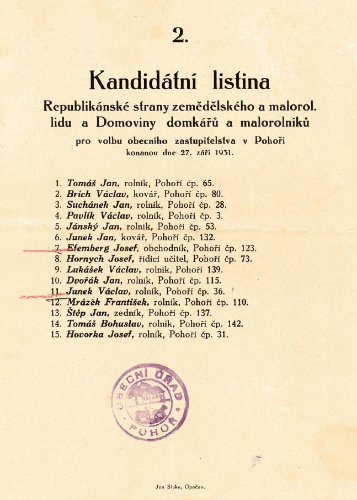 2.
Kandidátní listina
Republikánské strany zemědělského a malorol.
lidu a Domoviny domkářů a malorolníků
pro volbu obecního zastupitelstva v Pohoří
konanou dne 27. září 1931.
1. Tomáš Jan, rolník, Pohoří čp. 65.
2. Brich Václav, kovář, Pohoří čp. 80.
3. Suchánek Jan, rolník, Pohoří čp. 28.
4. Pavlík Václav, rolník, Pohoří čp. 3.
5. Jánský Jan, rolník, Pohoří čp. 53.
6. Junek Jan, kovář, Pohoří čp. 132.
7. Elemberg Josef, obchodník, Pohoří čp. 123.
8. Hornych Josef, řídící učitel, Pohoří čp. 73.
9. Lukášek Václav, rolník, Pohoří 139.
10. Dvořák Jan, rolník, Pohoří čp. 115.
11. Junek Václav, rolník, Pohoří čp. 36.
12. Mrázek František, rolník, Pohoří čp. 110.
13. Štěp Jan, zedník, Pohoří čp. 137.
14. Tomáš Bohuslav, rolník, Pohoří čp. 142.
15. Hovorka Josef, rolník, Pohoří čp. 31.
OBECNÍ ÚŘAD
POHOŘÍ
Jan Sluka, Opočno.